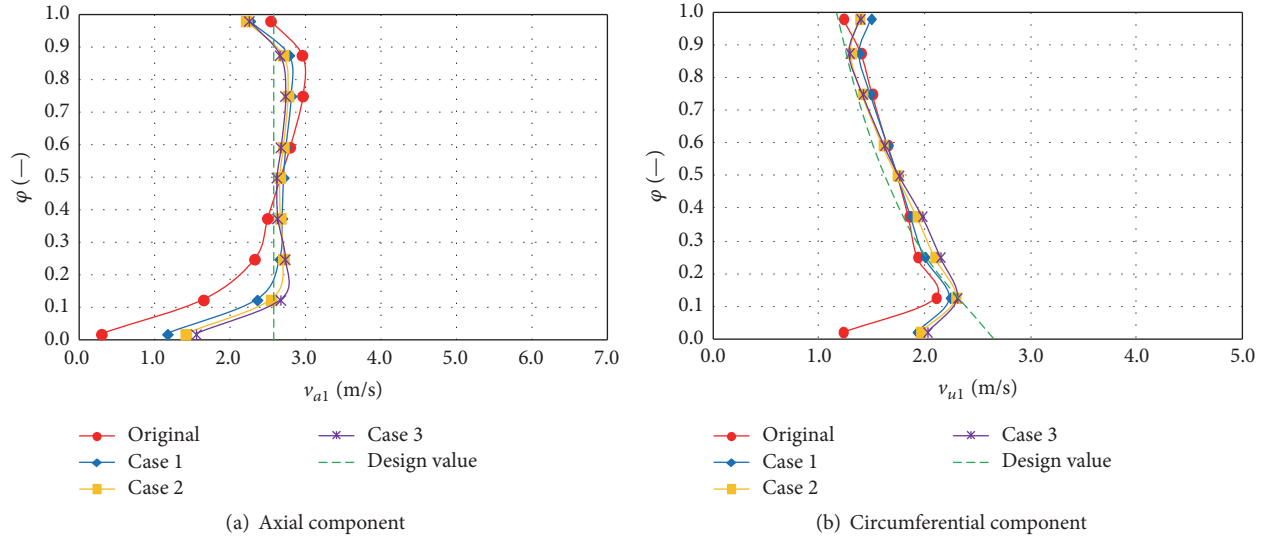 1.0
0.9
0.8
0.7
0.6
0.5
0.4
0.3
0.2
0.1
0.0
φ (—)
0.0 1.0 2.0 3.0 4.0 5.0 6.0 7.0
va1 (m/s)
Original
Case 1
Case 2
Case 3
Design value
(a) Axial component
1.0
0.9
0.8
0.7
0.6
0.5
0.4
0.3
0.2
0.1
0.0
φ (—)
0.0 1.0 2.0 3.0 4.0 5.0
vu1 (m/s)
Original
Case 1
Case 2
Case 3
Design value
(b) Circumferential component